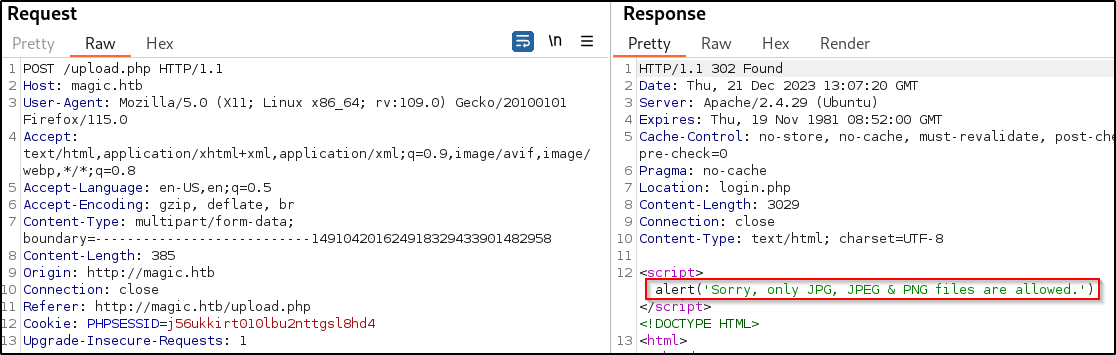 Request
Pretty Raw Hex \n
1 POST /upload.php HTTP/1.1
2 Host: magic.htb
3 User-Agent: Mozilla/5.0 (X11; Linux x86_64; rv:109.0) Gecko/20100101
Firefox/115.0
4 Accept:
text/html,application/xhtml+xml,application/xml;q=0.9,image/avif,image/
webp,*/*;q=0.8
5 Accept-Language: en-US,en;q=0.5
6 Accept-Encoding: gzip, deflate, br
7 Content-Type: multipart/form-data;
boundary=---------------------------149104201624918329433901482958
8 Content-Length: 385
9 Origin: http://magic.htb
10 Connection: close
11 Referer: http://magic.htb/upload.php
12 Cookie: PHPSESSID=j56ukkirt010lbu2nttgsl8hd4
13 Upgrade-Insecure-Requests: 1
Response
Pretty Raw Hex Render
1 HTTP/1.1 302 Found
2 Date: Thu, 21 Dec 2023 13:07:20 GMT
3 Server: Apache/2.4.29 (Ubuntu)
4 Expires: Thu, 19 Nov 1981 08:52:00 GMT
5 Cache-Control: no-store, no-cache, must-revalidate, post-che
pre-check=0
6 Pragma: no-cache
7 Location: login.php
8 Content-Length: 3029
9 Connection: close
10 Content-Type: text/html; charset=UTF-8
11
12 <script>
alert('Sorry, only JPG, JPEG & PNG files are allowed.')
</script>
<!DOCTYPE HTML>
13 <html>